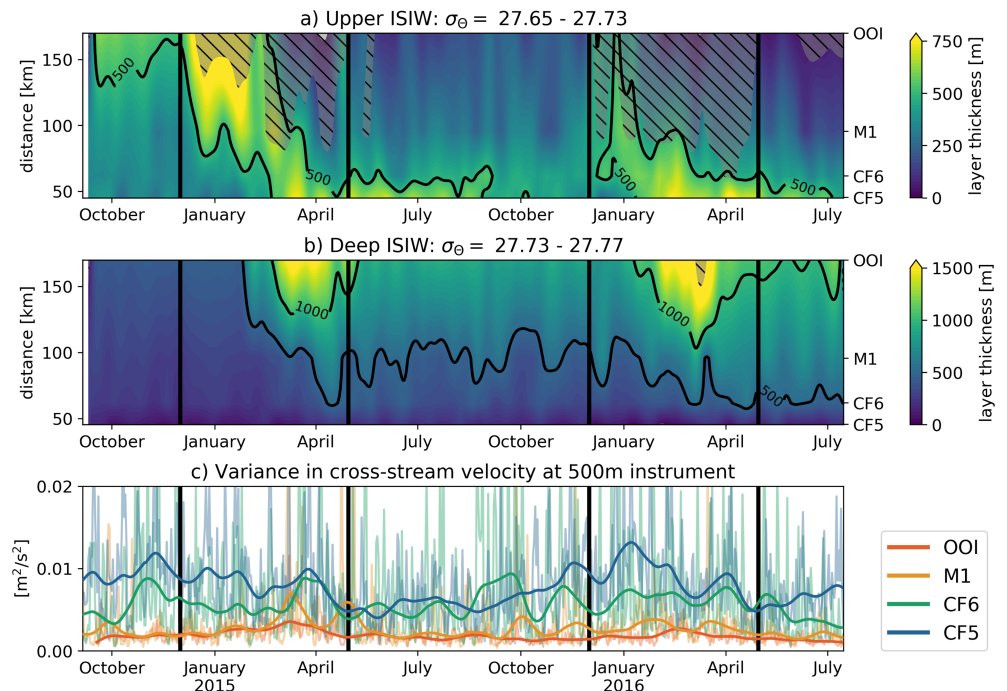 a) Upper ISIW: σΘ = 27.65 - 27.73
distance [km]
150
100
50
500
500
500
500
OOI
M1
CF6
CF5
October January April July October January April July
750
500
250
0
layer thickness [m]
b) Deep ISIW: σΘ = 27.73 - 27.77
distance [km]
150
100
50
1000
1000
500
OOI
M1
CF6
CF5
October January April July October January April July
1500
1000
500
0
layer thickness [m]
c) Variance in cross-stream velocity at 500m instrument
[m²/s²]
0.02
0.01
0.00
October January April July October January April July
2015 2016
OOI
M1
CF6
CF5